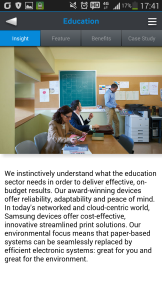 17:41
Education
Insight
Feature
Benefits
Case Study
We instinctively understand what the education
sector needs in order to deliver effective, on-
budget results. Our award-winning devices
offer reliability, adaptability and peace of mind.
In today's networked and cloud-centric world,
Samsung devices offer cost-effective,
innovative streamlined print solutions. Our
environmental focus means that paper-based
systems can be seamlessly replaced by
efficient electronic systems: great for you and
great for the environment.